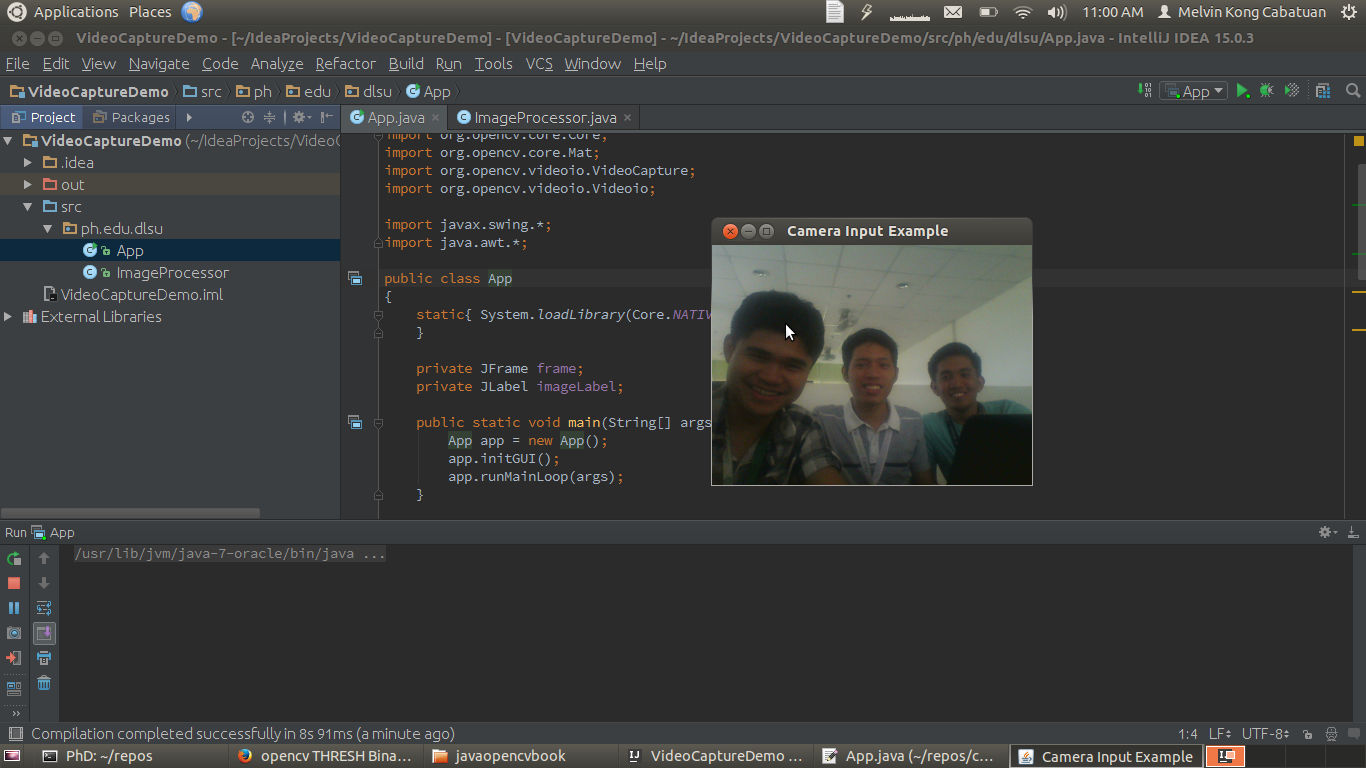 Applications Places 11:00 AM Melvin Kong Cabatuan
VideoCaptureDemo - [~/IdeaProjects/VideoCaptureDemo] - [VideoCaptureDemo] - ~/IdeaProjects/VideoCaptureDemo/src/ph/edu/dlsu/App.java - IntelliJ IDEA 15.0.3
File Edit View Navigate Code Analyze Refactor Build Run Tools VCS Window Help
VideoCaptureDemo src ph edu dlsu App App
Project Packages App.java × ImageProcessor.java ×
VideoCaptureDemo (~/IdeaProjects/VideoC
.idea
out
src
ph.edu.dlsu
App
ImageProcessor
VideoCaptureDemo.iml
External Libraries
import org.opencv.core.Core;
import org.opencv.core.Mat;
import org.opencv.videoio.VideoCapture;
import org.opencv.videoio.Videoio;
import javax.swing.*;
import java.awt.*;
public class App
{
static{ System.loadLibrary(Core.NATIV
}
private JFrame frame;
private JLabel imageLabel;
public static void main(String[] args
App app = new App();
app.initGUI();
app.runMainLoop(args);
}
Camera Input Example
Run App
/usr/lib/jvm/java-7-oracle/bin/java ...
Compilation completed successfully in 8s 91ms (a minute ago) 1:4 LF UTF-8
PhD: ~/repos opencv THRESH Bina... javaopencvbook VideoCaptureDemo ... App.java (~/repos/c... Camera Input Example